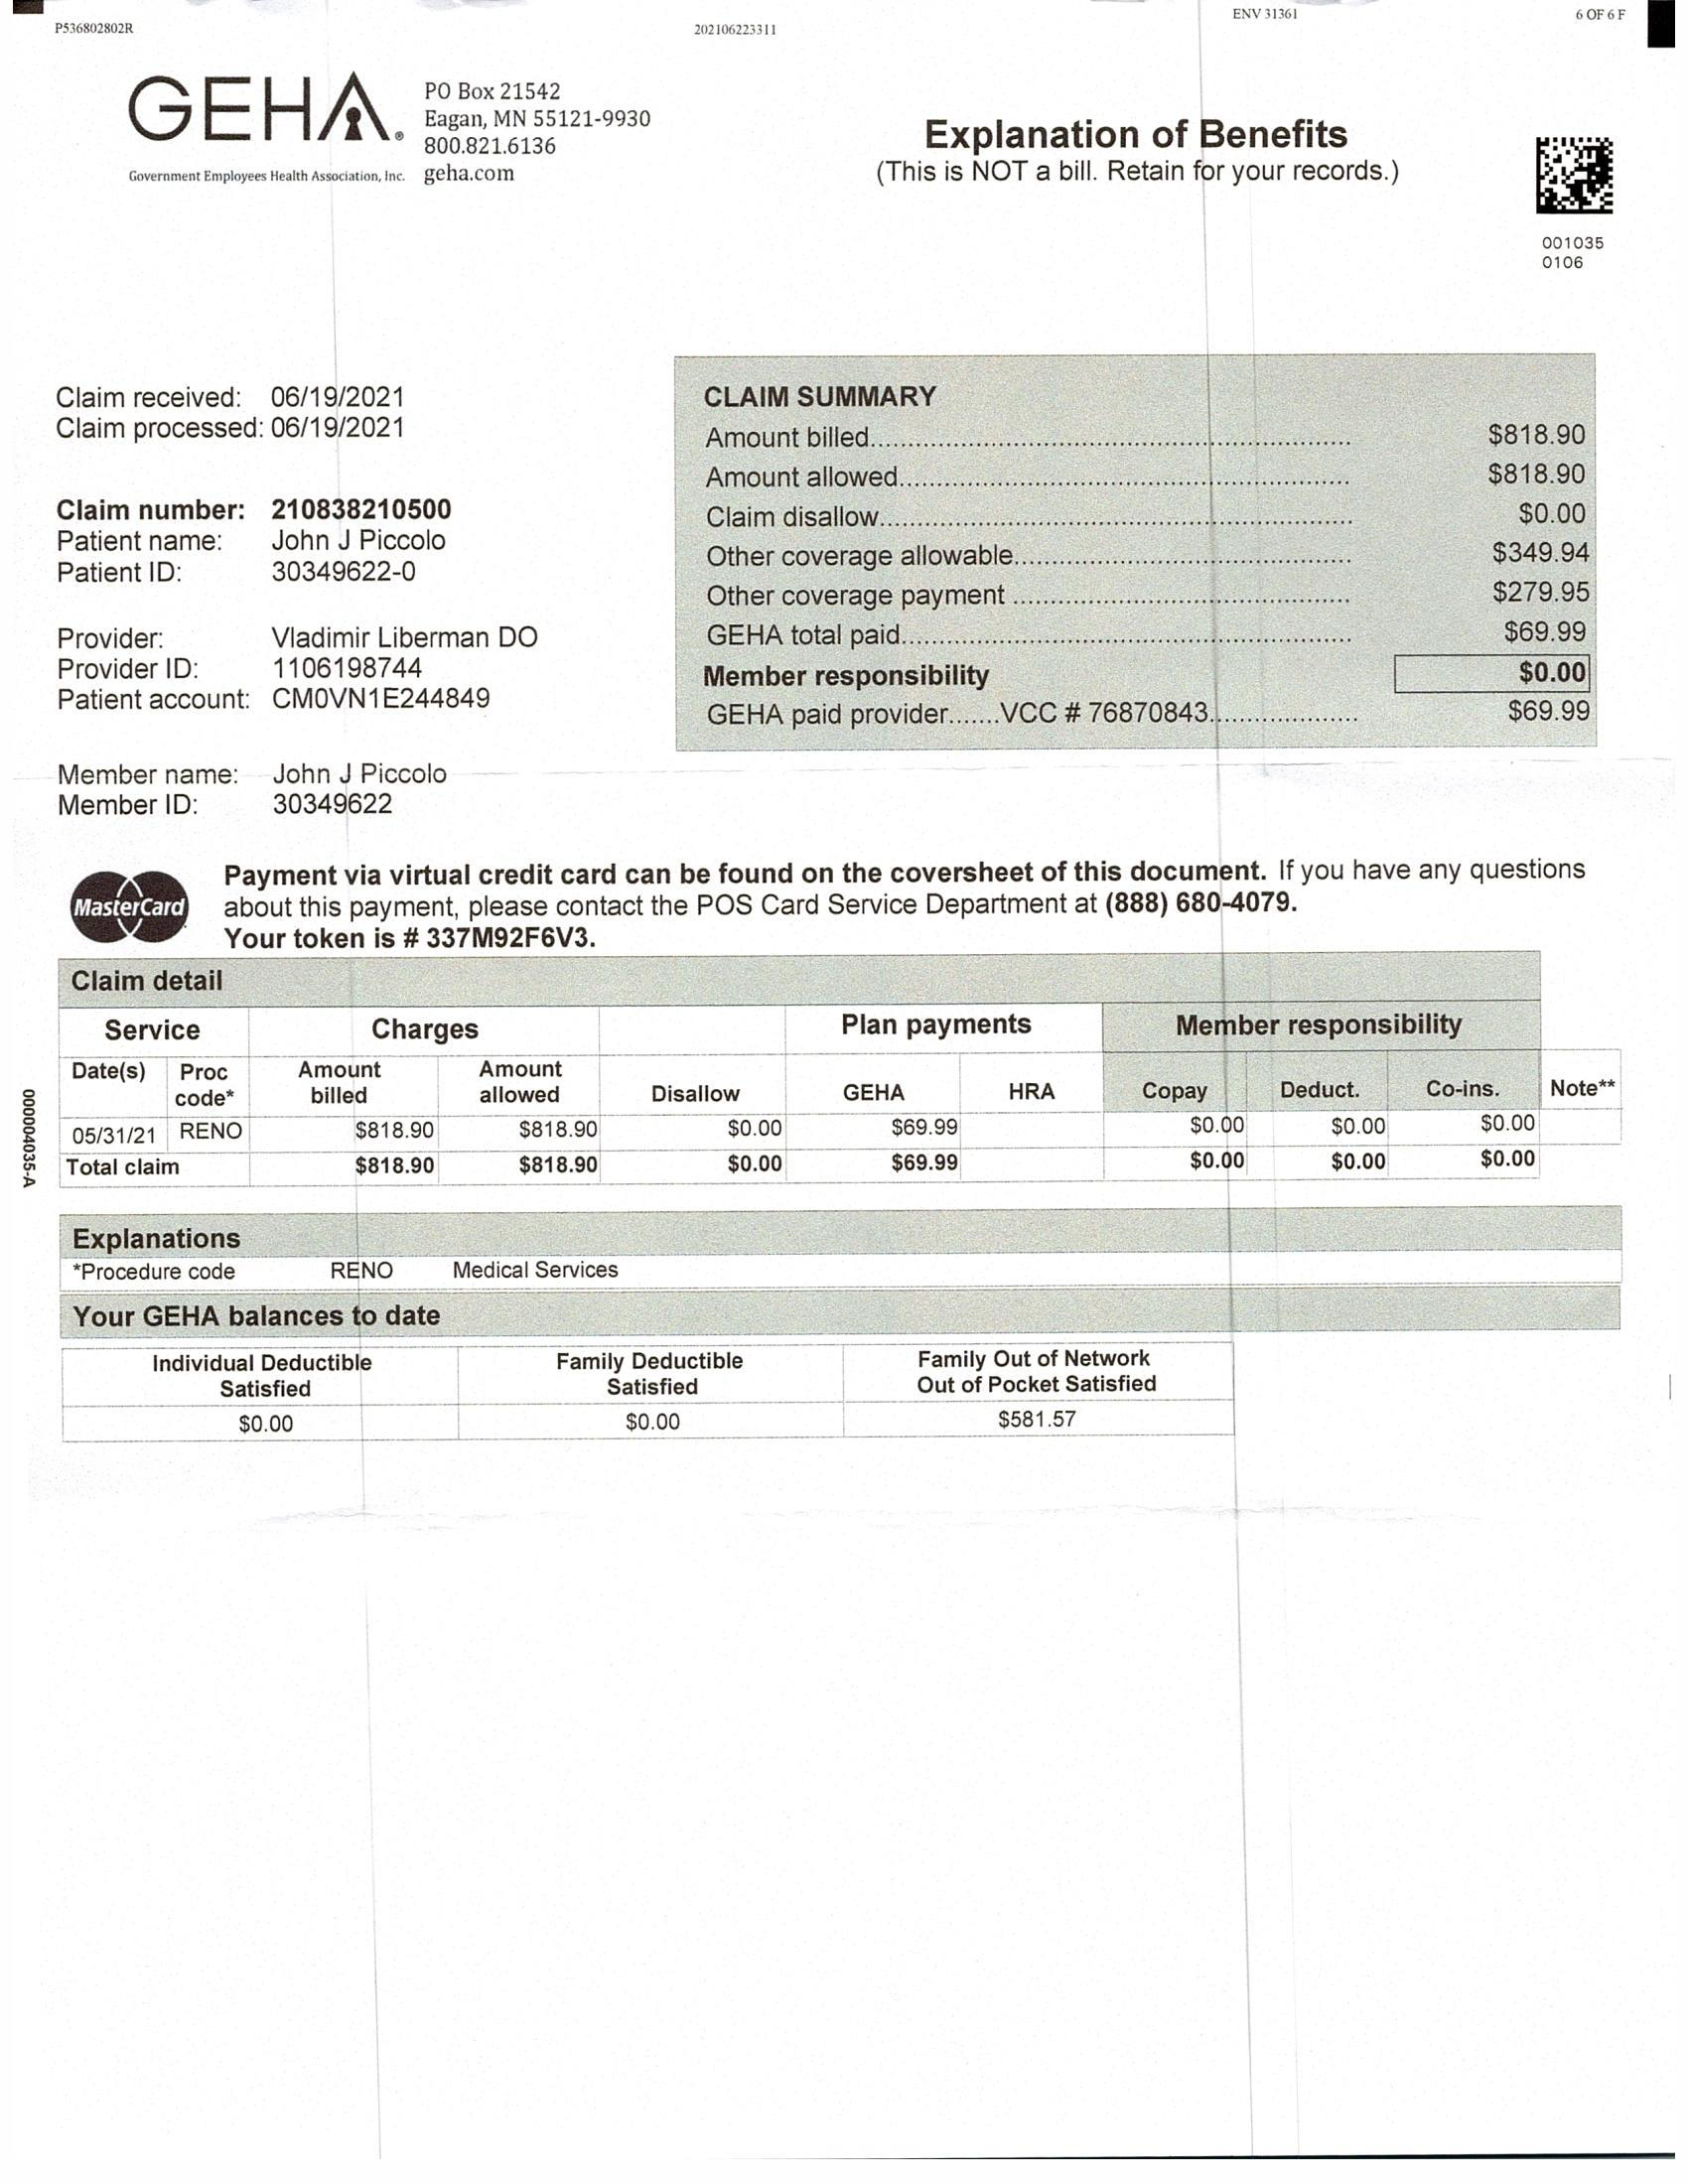 P536802802R
202106223311
ENV 31361
6 OF 6 F
GEHA®
Government Employees Health Association, Inc.
PO Box 21542
Eagan, MN 55121-9930
800.821.6136
geha.com
Explanation of Benefits
(This is NOT a bill. Retain for your records.)
001035
0106
Claim received: 06/19/2021
Claim processed: 06/19/2021
Claim number: 210838210500
Patient name: John J Piccolo
Patient ID: 30349622-0
Provider: Vladimir Liberman DO
Provider ID: 1106198744
Patient account: CM0VN1E244849
Member name: John J Piccolo
Member ID: 30349622
CLAIM SUMMARY
Amount billed $818.90
Amount allowed $818.90
Claim disallow $0.00
Other coverage allowable $349.94
Other coverage payment $279.95
GEHA total paid $69.99
Member responsibility $0.00
GEHA paid provider.......VCC # 76870843 $69.99
MasterCard
Payment via virtual credit card can be found on the coversheet of this document. If you have any questions
about this payment, please contact the POS Card Service Department at (888) 680-4079.
Your token is # 337M92F6V3.
Claim detail
Service Charges Plan payments Member responsibility
Date(s) Proc code* Amount billed Amount allowed Disallow GEHA HRA Copay Deduct. Co-ins. Note**
05/31/21 RENO $818.90 $818.90 $0.00 $69.99 $0.00 $0.00 $0.00
Total claim $818.90 $818.90 $0.00 $69.99 $0.00 $0.00 $0.00
00004035-A
Explanations
*Procedure code RENO Medical Services
Your GEHA balances to date
Individual Deductible Satisfied Family Deductible Satisfied Family Out of Network Out of Pocket Satisfied
$0.00 $0.00 $581.57